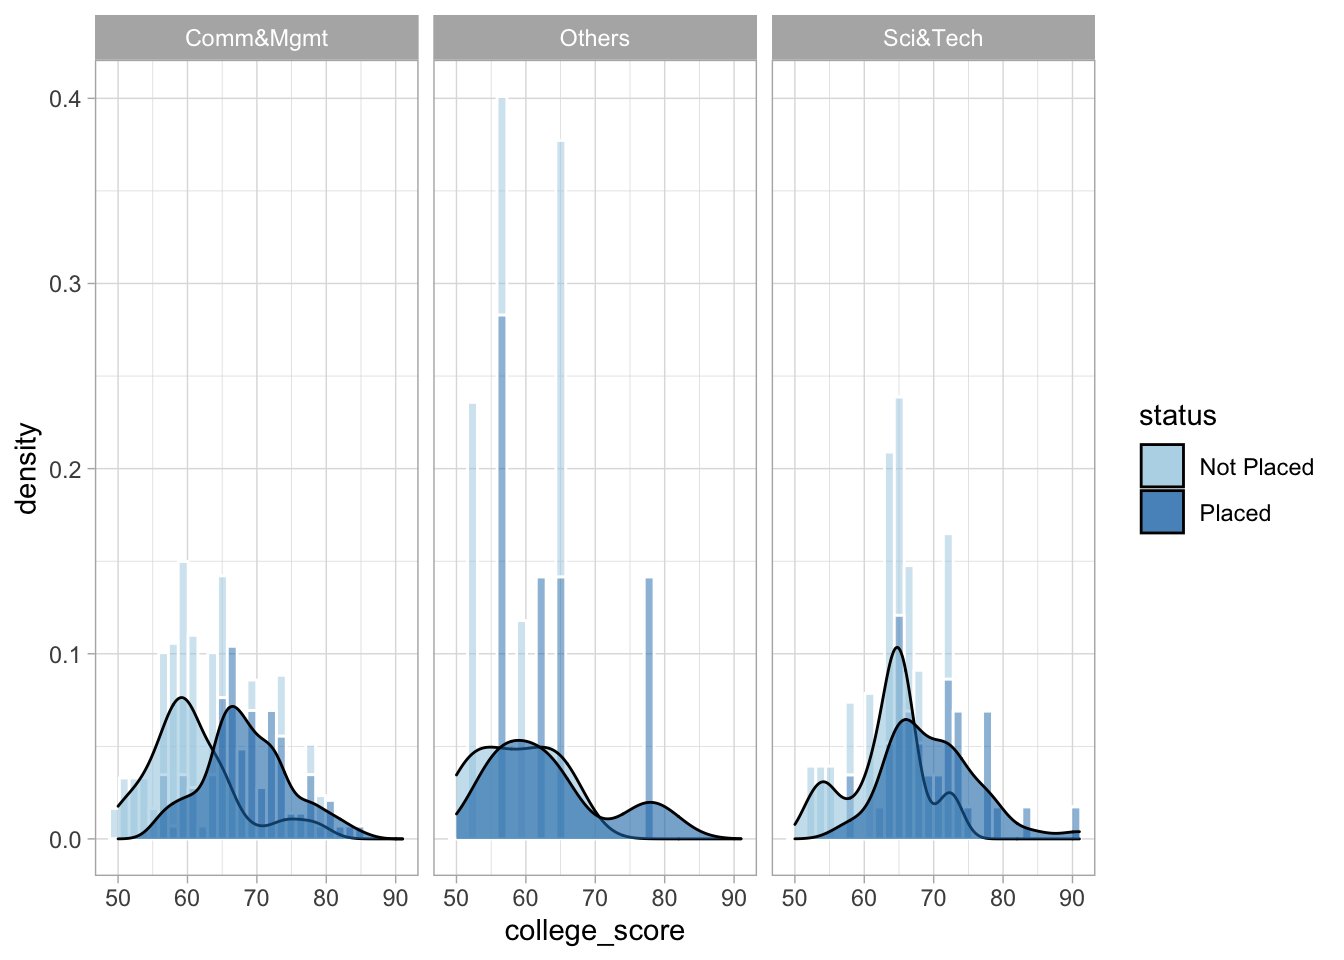 Comm&Mgmt Others Sci&Tech
0.4
0.3
0.2
0.1
0.0
density
50 60 70 80 90 50 60 70 80 90 50 60 70 80 90
college_score
status
Not Placed
Placed